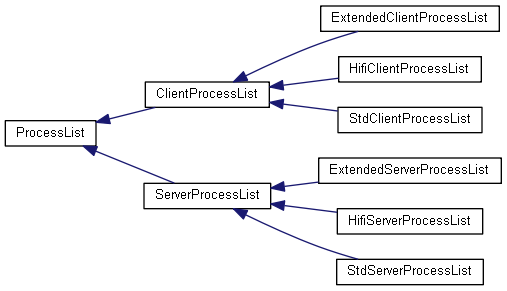 ExtendedClientProcessList
HifiClientProcessList
ClientProcessList
StdClientProcessList
ProcessList
ExtendedServerProcessList
ServerProcessList
HifiServerProcessList
StdServerProcessList